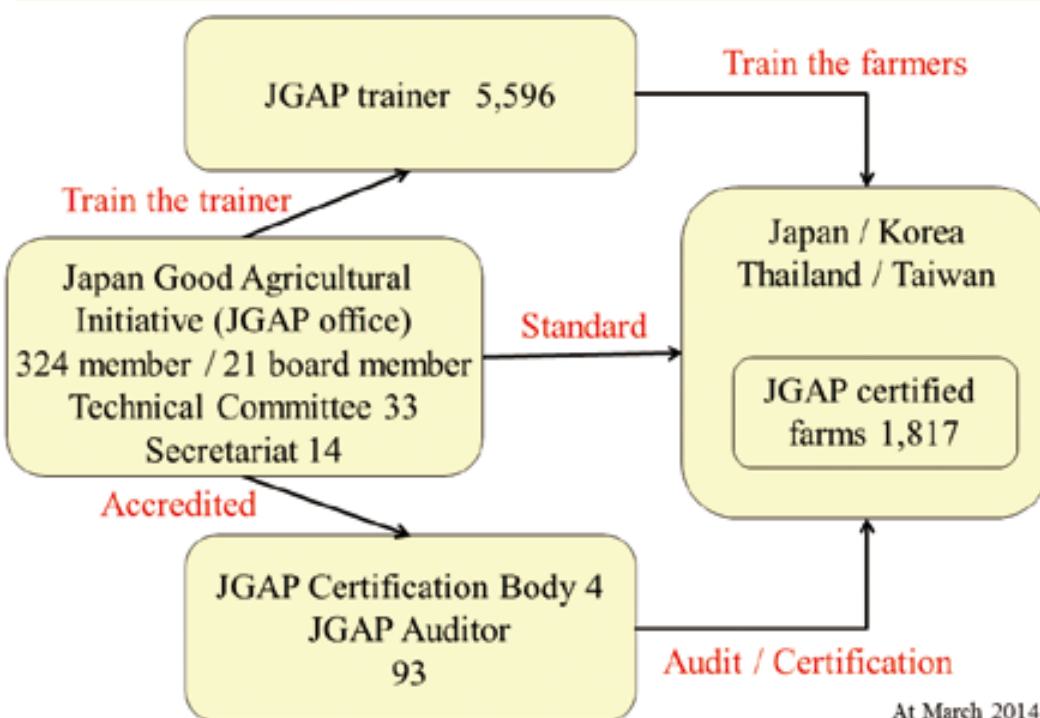 JGAP trainer 5,596
Train the farmers
Train the trainer
Japan / Korea
Thailand / Taiwan
Japan Good Agricultural
Initiative (JGAP office)
324 member / 21 board member
Technical Committee 33
Secretariat 14
Standard
JGAP certified
farms 1,817
Accredited
JGAP Certification Body 4
JGAP Auditor
93
Audit / Certification
At March 2014